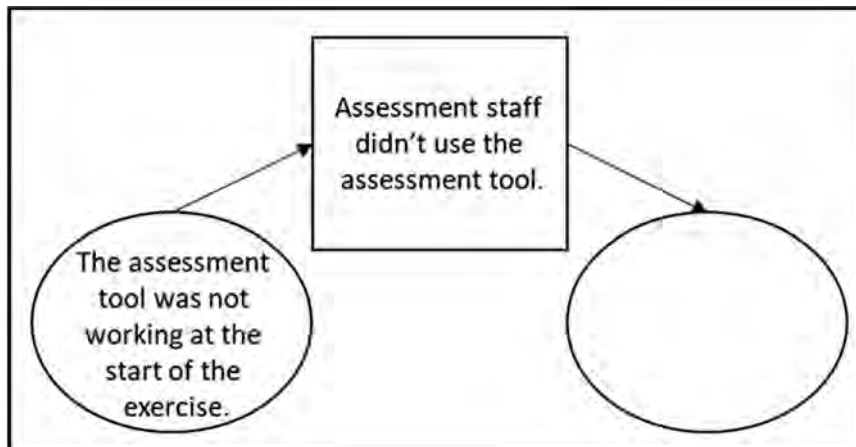 Assessment staff
didn't use the
assessment tool.
The assessment
tool was not
working at the
start of the
exercise.